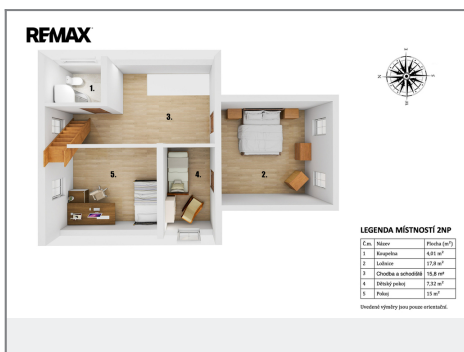 RE/MAX
1.
3.
5.
4.
2.
LEGENDA MÍSTNOSTÍ 2NP
Č.m. Název Plocha (m²)
1 Koupelna 4,01 m²
2 Ložnice 17,8 m²
3 Chodba a schodiště 15,8 m²
4 Dětský pokoj 7,32 m²
5 Pokoj 15 m²
Uvedené výměry jsou pouze orientační.